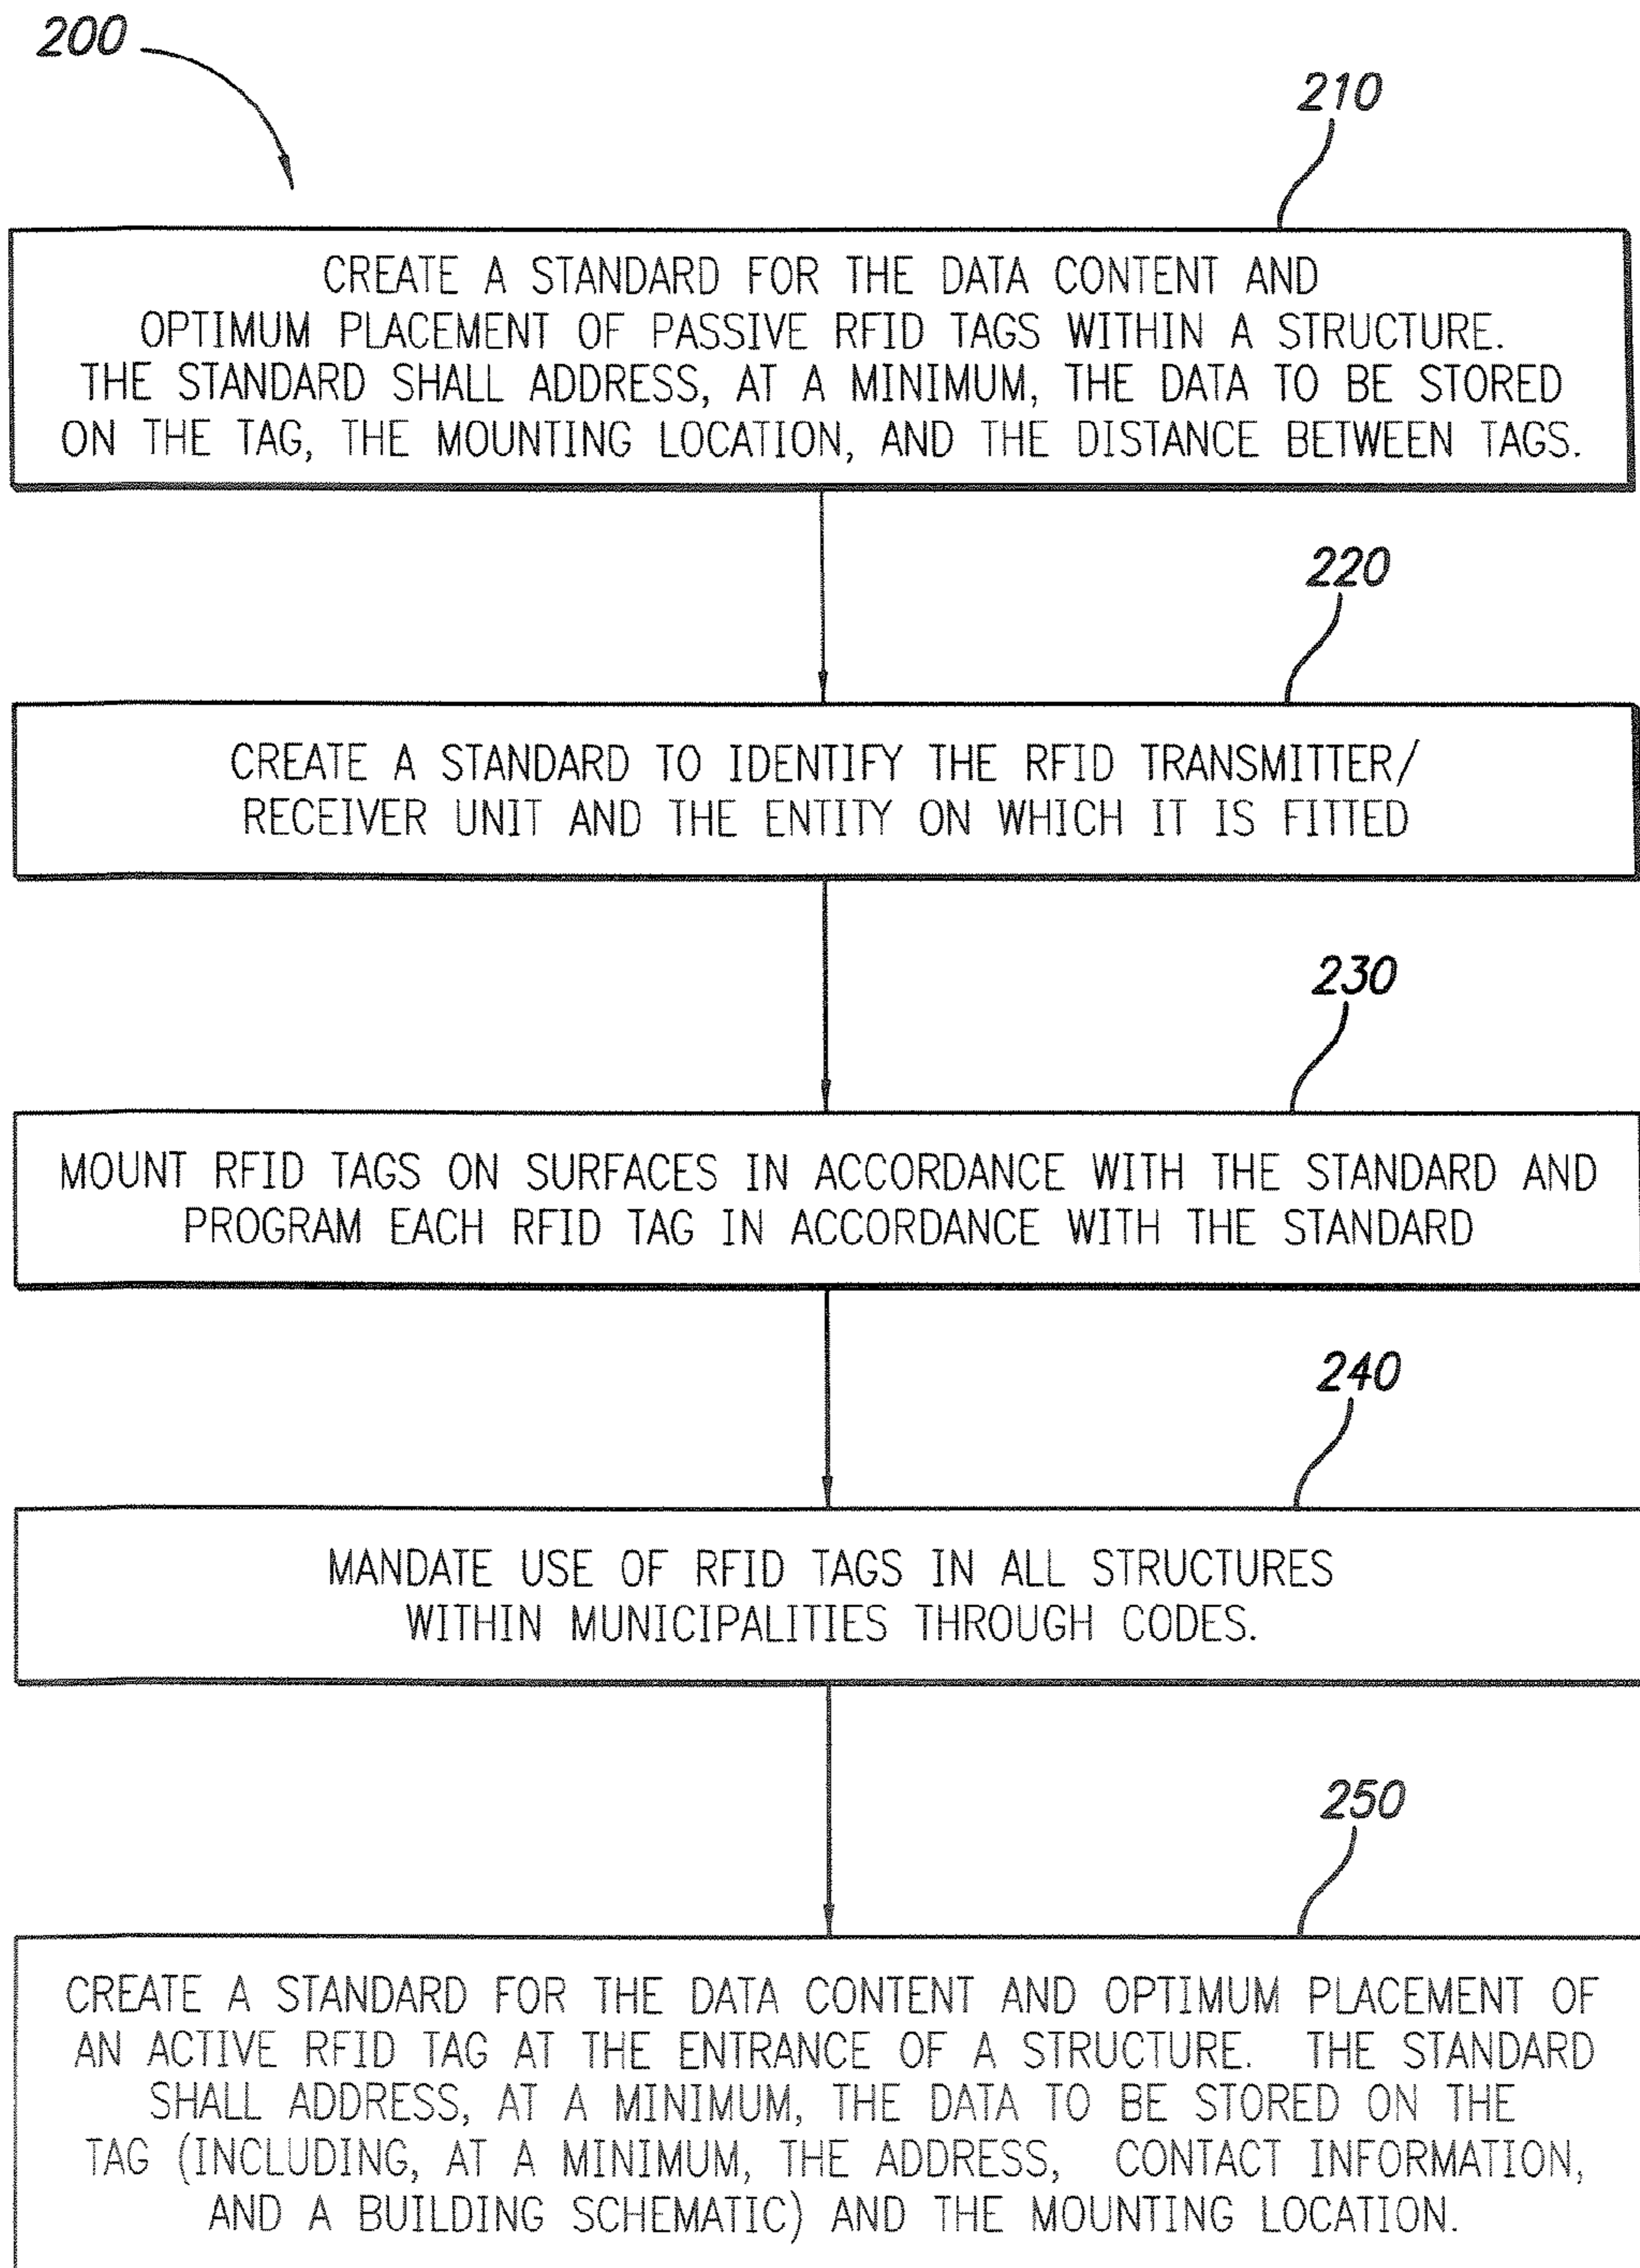 200
210
CREATE A STANDARD FOR THE DATA CONTENT AND
OPTIMUM PLACEMENT OF PASSIVE RFID TAGS WITHIN A STRUCTURE.
THE STANDARD SHALL ADDRESS, AT A MINIMUM, THE DATA TO BE STORED
ON THE TAG, THE MOUNTING LOCATION, AND THE DISTANCE BETWEEN TAGS.
220
CREATE A STANDARD TO IDENTIFY THE RFID TRANSMITTER/
RECEIVER UNIT AND THE ENTITY ON WHICH IT IS FITTED
230
MOUNT RFID TAGS ON SURFACES IN ACCORDANCE WITH THE STANDARD AND
PROGRAM EACH RFID TAG IN ACCORDANCE WITH THE STANDARD
240
MANDATE USE OF RFID TAGS IN ALL STRUCTURES
WITHIN MUNICIPALITIES THROUGH CODES.
250
CREATE A STANDARD FOR THE DATA CONTENT AND OPTIMUM PLACEMENT OF
AN ACTIVE RFID TAG AT THE ENTRANCE OF A STRUCTURE. THE STANDARD
SHALL ADDRESS, AT A MINIMUM, THE DATA TO BE STORED ON THE
TAG (INCLUDING, AT A MINIMUM, THE ADDRESS, CONTACT INFORMATION,
AND A BUILDING SCHEMATIC) AND THE MOUNTING LOCATION.